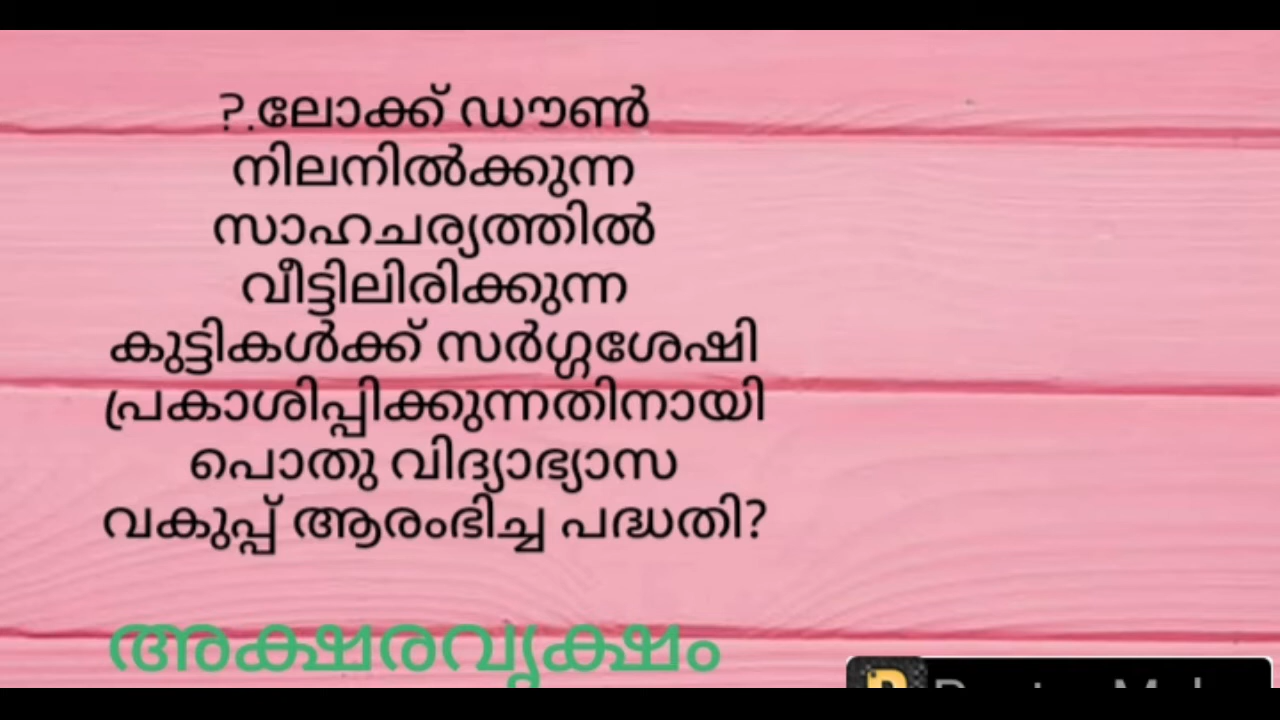 ?.ലോക്ക് ഡൗൺ
നിലനിൽക്കുന്ന
സാഹചര്യത്തിൽ
വീട്ടിലിരിക്കുന്ന
കുട്ടികൾക്ക് സർഗ്ഗശേഷി
പ്രകാശിപ്പിക്കുന്നതിനായി
പൊതു വിദ്യാഭ്യാസ
വകുപ്പ് ആരംഭിച്ച പദ്ധതി?
അക്ഷരവൃക്ഷം